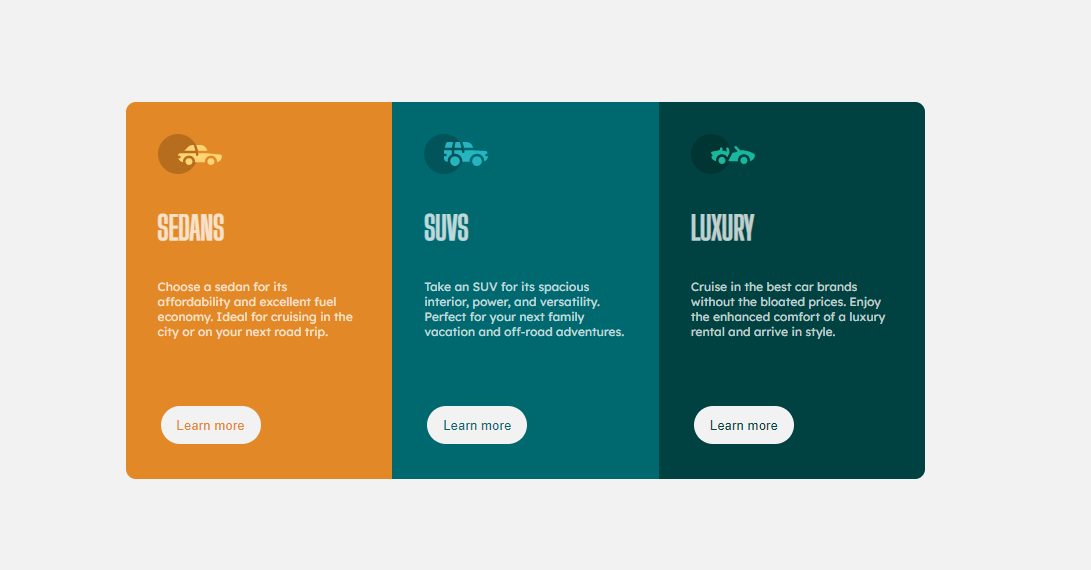 SEDANS
Choose a sedan for its
affordability and excellent fuel
economy. Ideal for cruising in the
city or on your next road trip.
Learn more
SUVS
Take an SUV for its spacious
interior, power, and versatility.
Perfect for your next family
vacation and off-road adventures.
Learn more
LUXURY
Cruise in the best car brands
without the bloated prices. Enjoy
the enhanced comfort of a luxury
rental and arrive in style.
Learn more